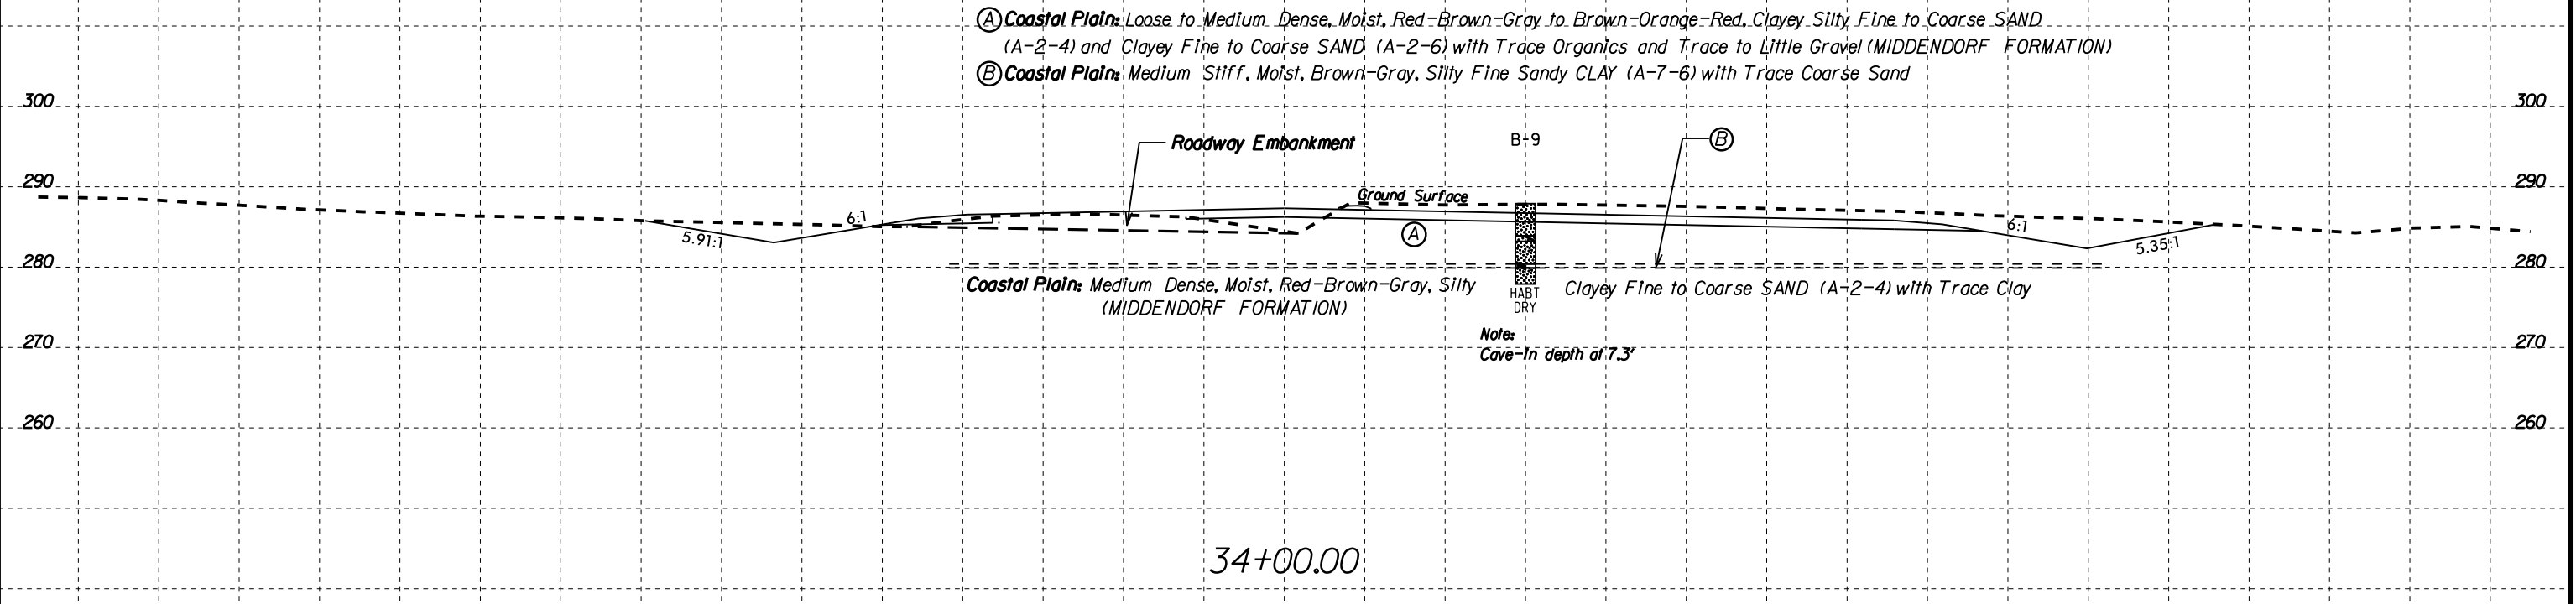 Ⓐ Coastal Plain: Loose to Medium Dense, Moist, Red-Brown-Gray to Brown-Orange-Red, Clayey Silty Fine to Coarse SAND
(A-2-4) and Clayey Fine to Coarse SAND (A-2-6) with Trace Organics and Trace to Little Gravel (MIDDENDORF FORMATION)
Ⓑ Coastal Plain: Medium Stiff, Moist, Brown-Gray, Silty Fine Sandy CLAY (A-7-6) with Trace Coarse Sand
300 300
Roadway Embankment B-9 Ⓑ
290 290
Ground Surface
6:1 6:1
5.91:1 Ⓐ 5.35:1
280 280
Coastal Plain: Medium Dense, Moist, Red-Brown-Gray, Silty Clayey Fine to Coarse SAND (A-2-4) with Trace Clay
(MIDDENDORF FORMATION)
HABT
DRY
Note:
Cave-In depth at 7.3'
270 270
260 260
34+00.00